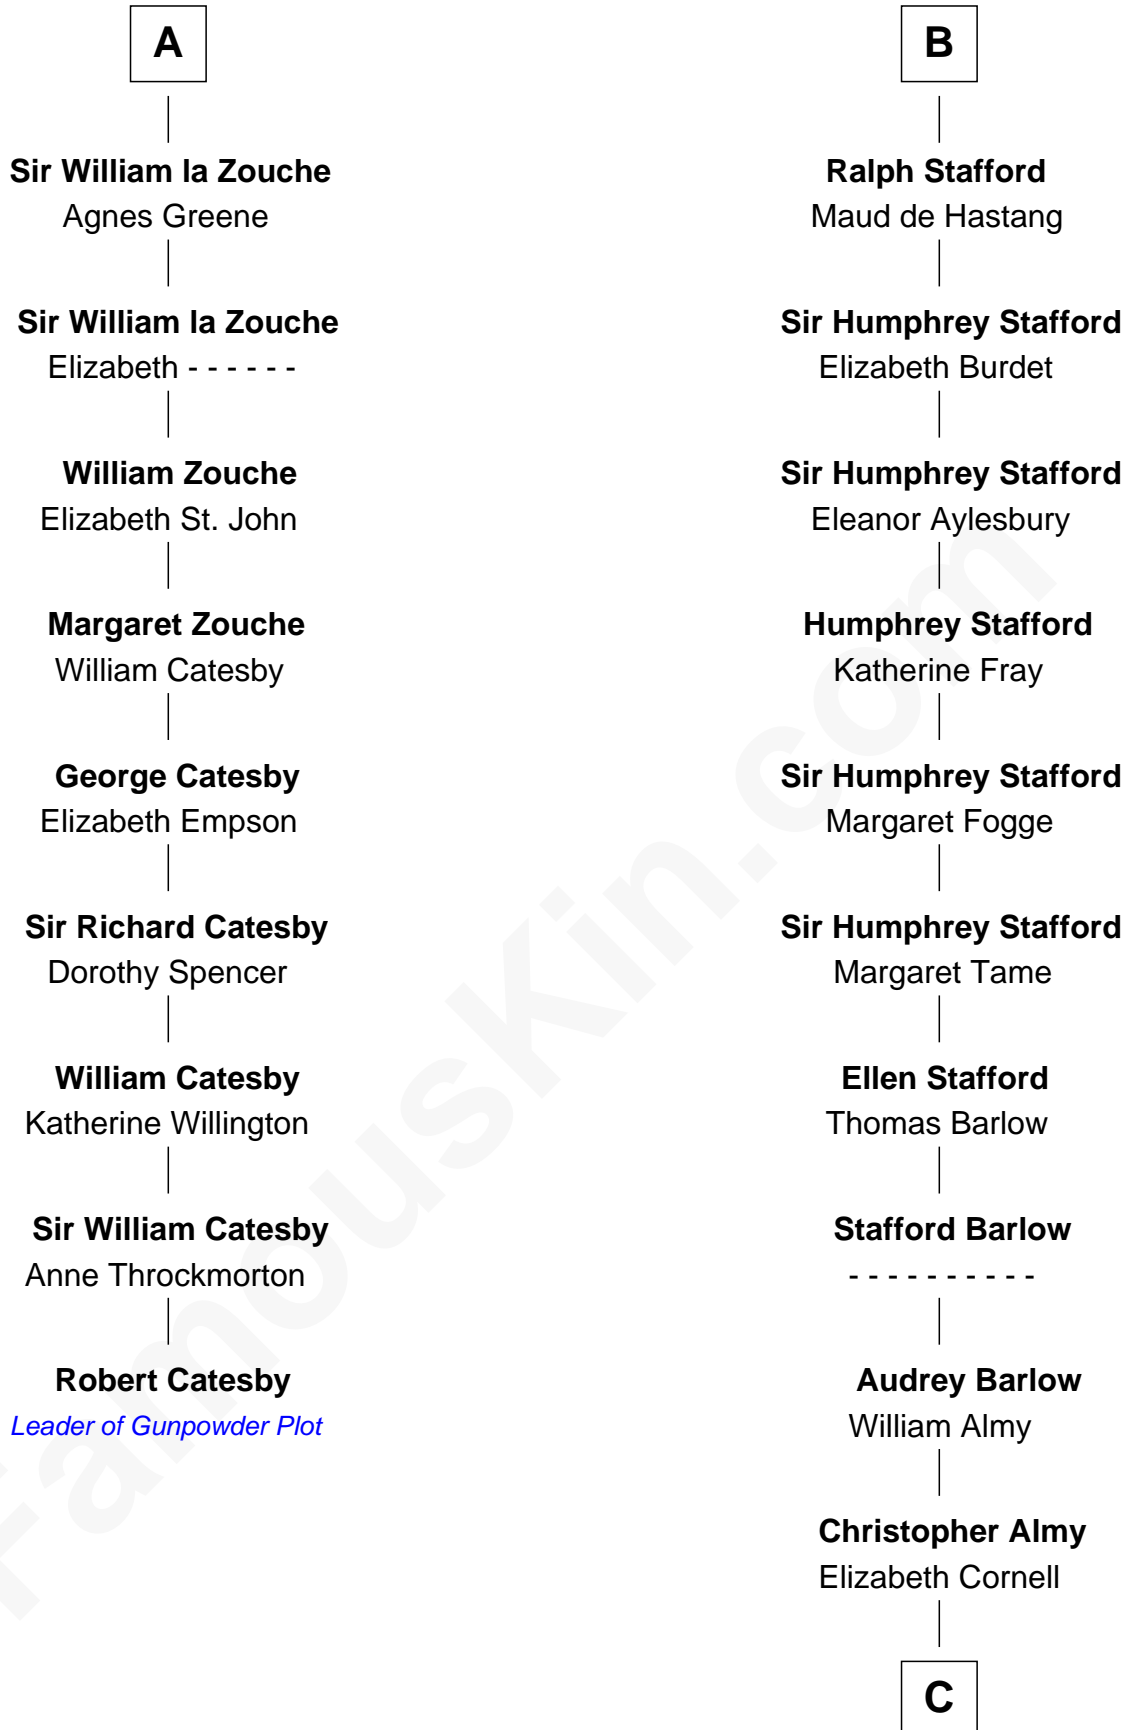 A
Sir William la Zouche
Agnes Greene
Sir William la Zouche
Elizabeth - - - - - -
William Zouche
Elizabeth St. John
Margaret Zouche
William Catesby
George Catesby
Elizabeth Empson
Sir Richard Catesby
Dorothy Spencer
William Catesby
Katherine Willington
Sir William Catesby
Anne Throckmorton
Robert Catesby
Leader of Gunpowder Plot
B
Ralph Stafford
Maud de Hastang
Sir Humphrey Stafford
Elizabeth Burdet
Sir Humphrey Stafford
Eleanor Aylesbury
Humphrey Stafford
Katherine Fray
Sir Humphrey Stafford
Margaret Fogge
Sir Humphrey Stafford
Margaret Tame
Ellen Stafford
Thomas Barlow
Stafford Barlow
- - - - - - - - - -
Audrey Barlow
William Almy
Christopher Almy
Elizabeth Cornell
C
FamousKin.com